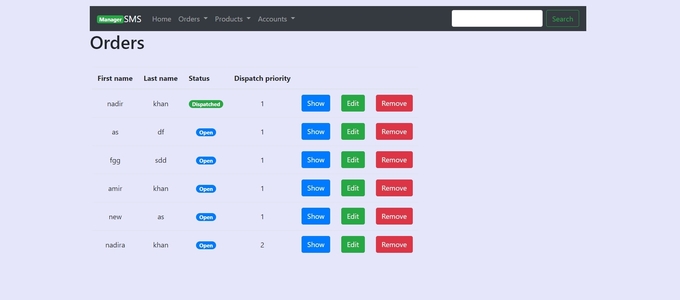 Manager SMS Home Orders Products Accounts Search
Orders
First name Last name Status Dispatch priority
nadir khan Dispatched 1 Show Edit Remove
as df Open 1 Show Edit Remove
fgg sdd Open 1 Show Edit Remove
amir khan Open 1 Show Edit Remove
new as Open 1 Show Edit Remove
nadira khan Open 2 Show Edit Remove